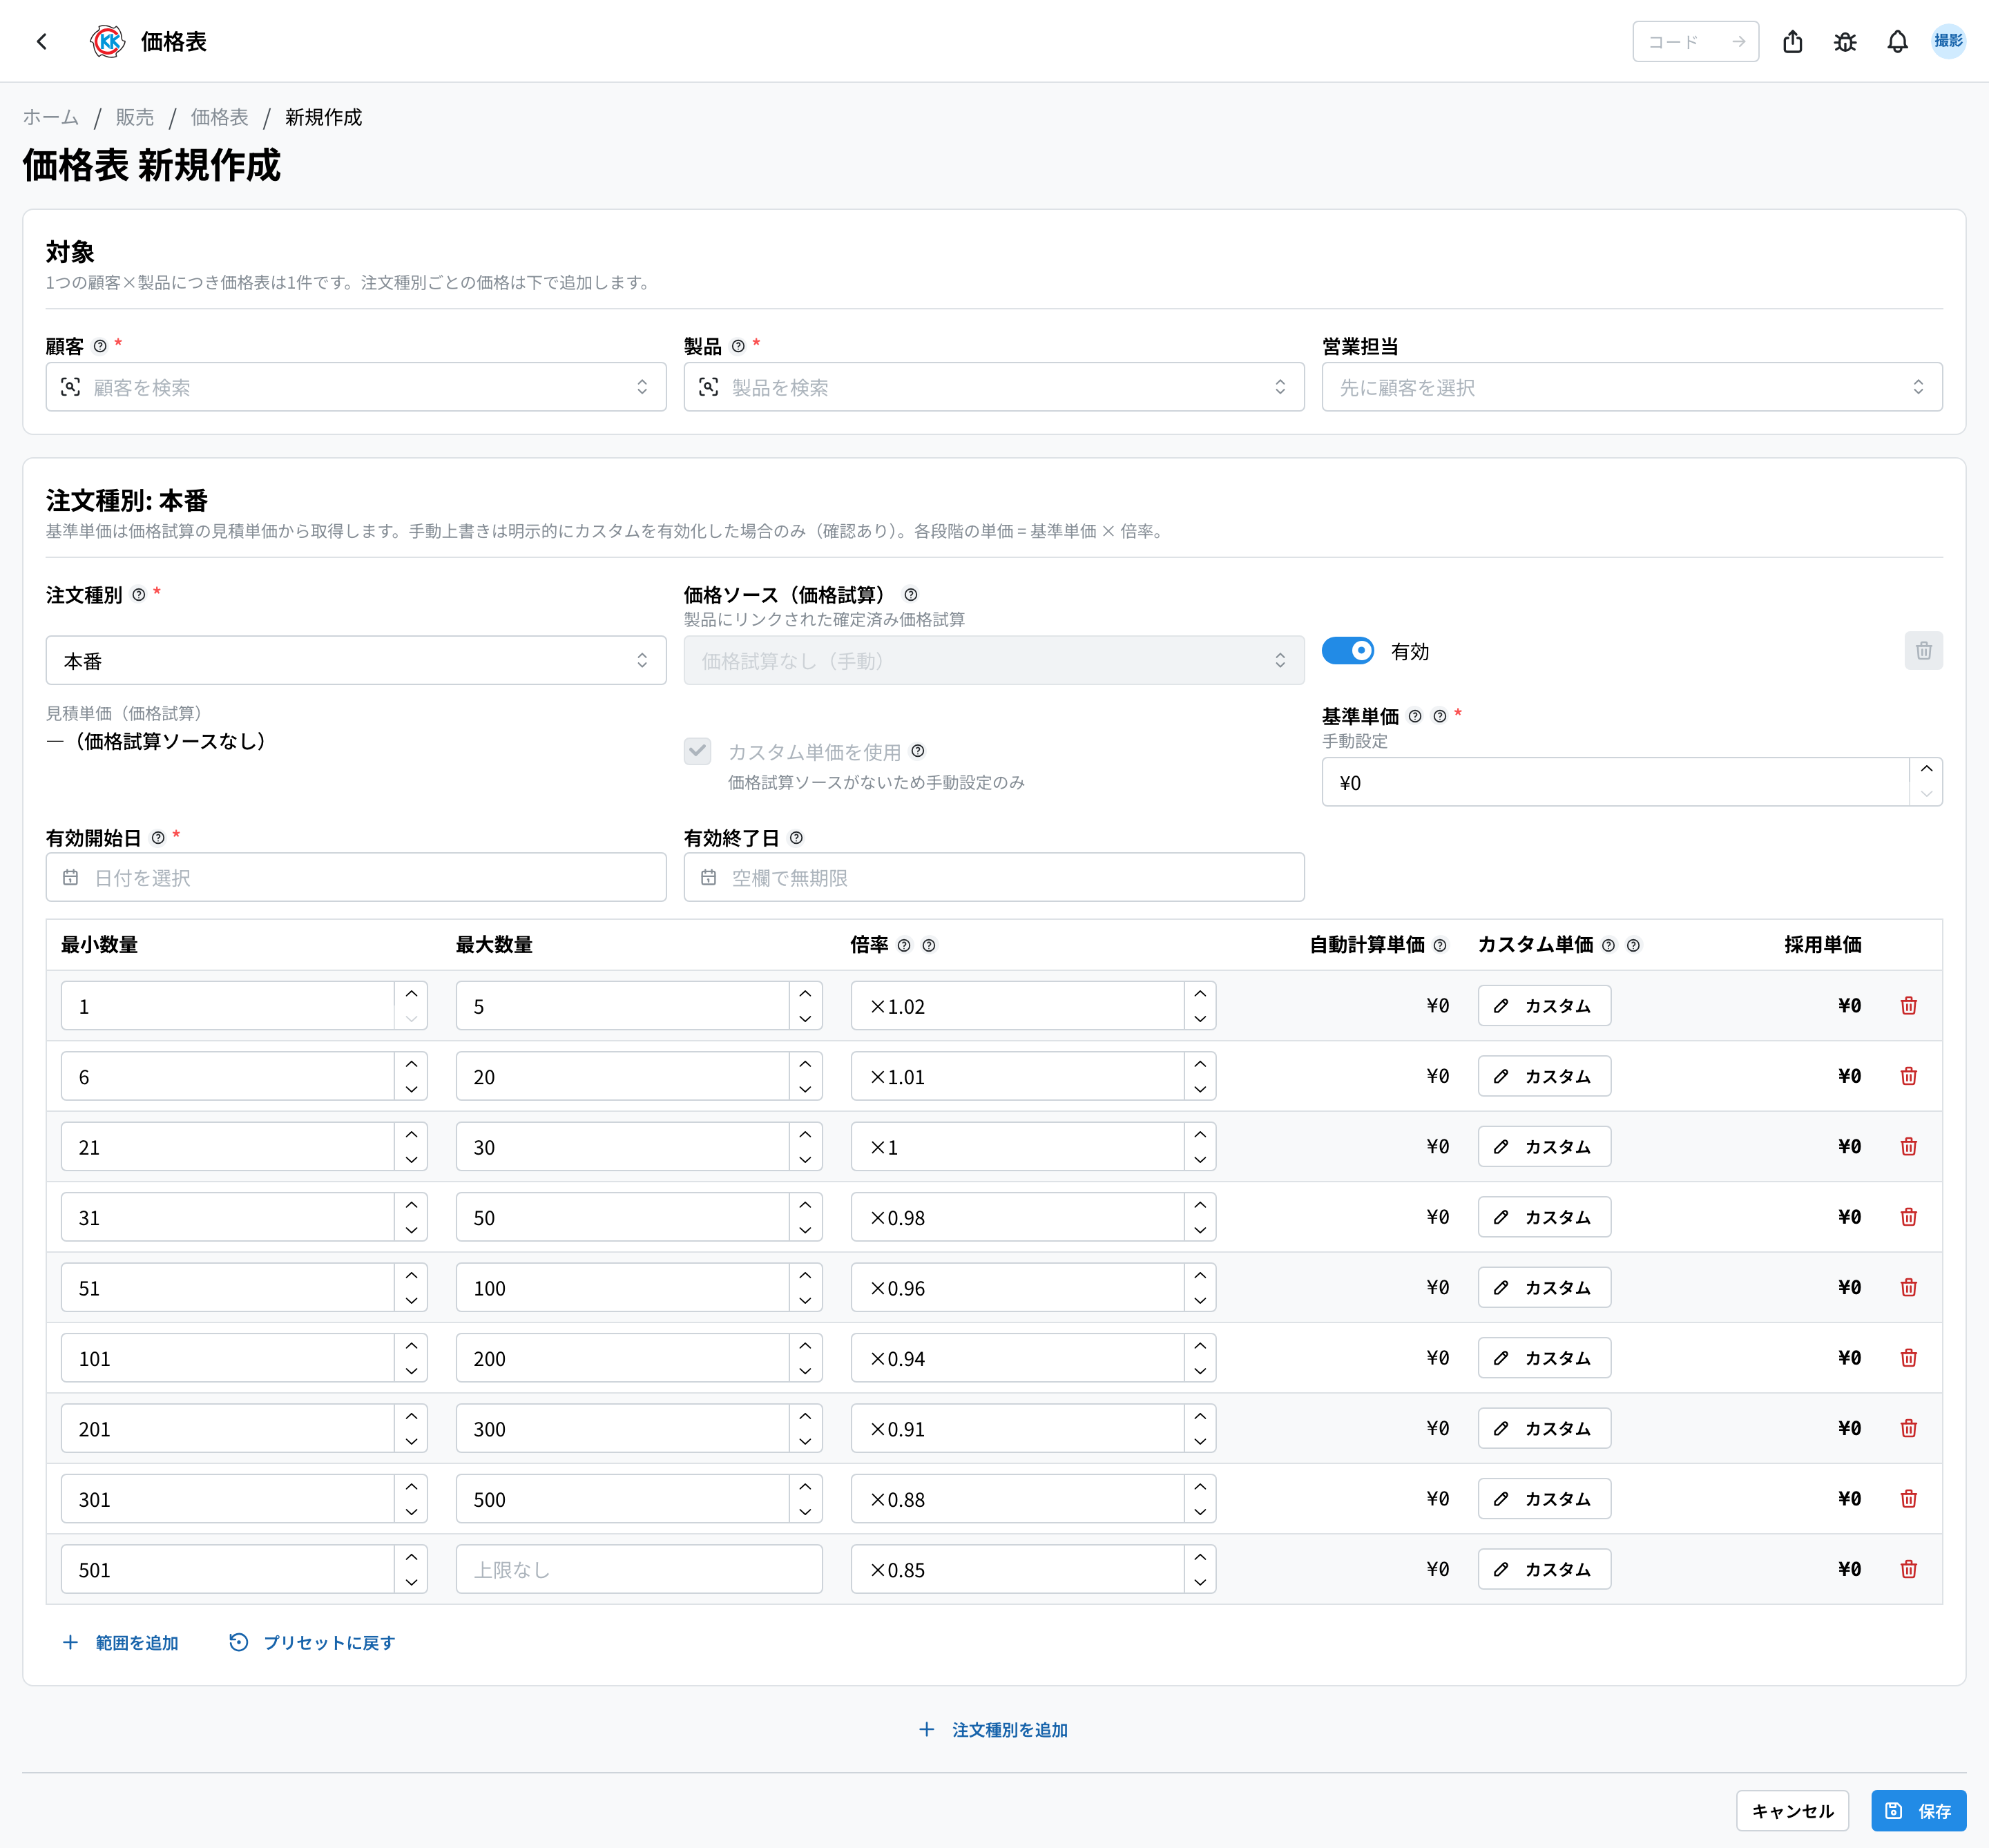 価格表
コード
撮影
ホーム / 販売 / 価格表 / 新規作成
価格表 新規作成
対象
1つの顧客×製品につき価格表は1件です。注文種別ごとの価格は下で追加します。
顧客 * 製品 * 営業担当
顧客を検索 製品を検索 先に顧客を選択
注文種別: 本番
基準単価は価格試算の見積単価から取得します。手動上書きは明示的にカスタムを有効化した場合のみ（確認あり）。各段階の単価 = 基準単価 × 倍率。
注文種別 * 価格ソース（価格試算）
製品にリンクされた確定済み価格試算
本番 価格試算なし（手動） 有効
見積単価（価格試算） 基準単価 *
—（価格試算ソースなし） カスタム単価を使用 手動設定
価格試算ソースがないため手動設定のみ ¥0
有効開始日 * 有効終了日
日付を選択 空欄で無期限
最小数量 最大数量 倍率 自動計算単価 カスタム単価 採用単価
1 5 ×1.02 ¥0 カスタム ¥0
6 20 ×1.01 ¥0 カスタム ¥0
21 30 ×1 ¥0 カスタム ¥0
31 50 ×0.98 ¥0 カスタム ¥0
51 100 ×0.96 ¥0 カスタム ¥0
101 200 ×0.94 ¥0 カスタム ¥0
201 300 ×0.91 ¥0 カスタム ¥0
301 500 ×0.88 ¥0 カスタム ¥0
501 上限なし ×0.85 ¥0 カスタム ¥0
範囲を追加 プリセットに戻す
注文種別を追加
キャンセル 保存